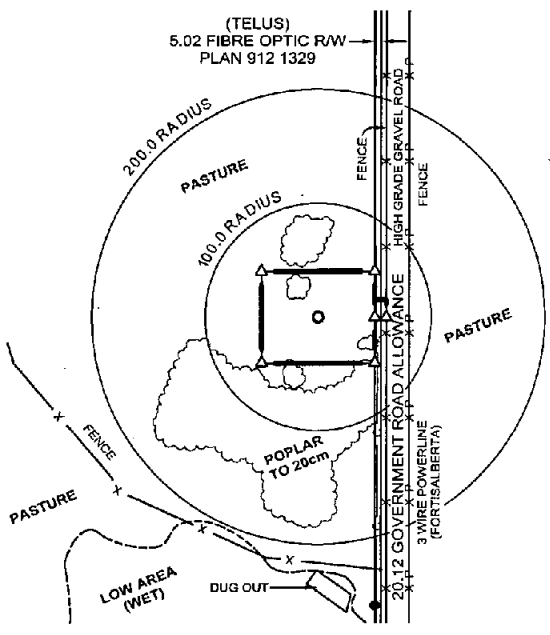 (TELUS)
5.02 FIBRE OPTIC R/W
PLAN 912 1329
200.0 RADIUS
PASTURE
100.0 RADIUS
FENCE
HIGH GRADE GRAVEL ROAD
FENCE
P
P
P
P
P
P
P
PASTURE
20.12 GOVERNMENT ROAD ALLOWANCE
3 WIRE POWERLINE
(FORTISALBERTA)
FENCE
POPLAR
TO 20cm
PASTURE
LOW AREA
(WET)
DUG OUT